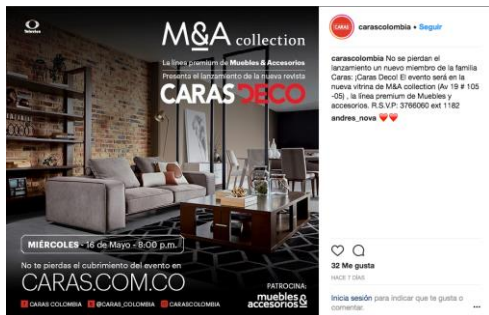 Televisa
M&A collection
La línea premium de Muebles & Accesorios
Presenta el lanzamiento de la nueva revista
CARAS DECO
MIÉRCOLES - 16 de Mayo - 8:00 p.m.
No te pierdas el cubrimiento del evento en
CARAS.COM.CO
CARAS COLOMBIA @CARAS_COLOMBIA CARASCOLOMBIA
PATROCINA:
muebles &
accesorios
CARAS
carascolombia • Seguir
carascolombia No se pierdan el
lanzamiento un nuevo miembro de la familia
Caras: ¡Caras Deco! El evento será en la
nueva vitrina de M&A collection (Av 19 # 105
-05) , la línea premium de Muebles y
accesorios. R.S.V.P: 3766060 ext 1182
andres_nova ❤️❤️
32 Me gusta
HACE 7 DÍAS
Inicia sesión para indicar que te gusta o
comentar.